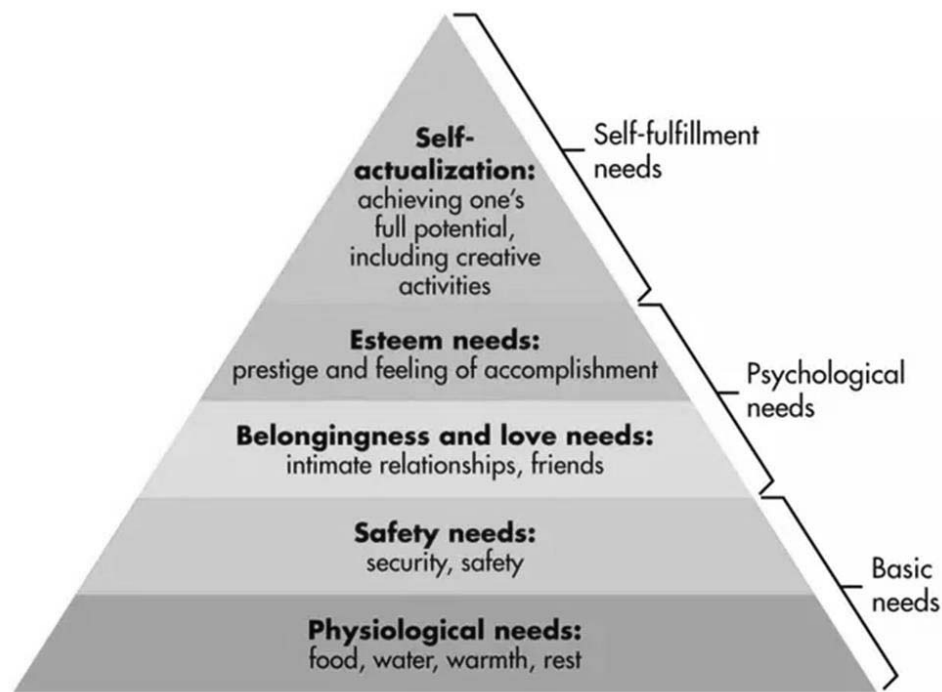 Self-
actualization:
achieving one's
full potential,
including creative
activities
Self-fulfillment
needs
Esteem needs:
prestige and feeling of accomplishment
Psychological
needs
Belongingness and love needs:
intimate relationships, friends
Safety needs:
security, safety
Basic
needs
Physiological needs:
food, water, warmth, rest